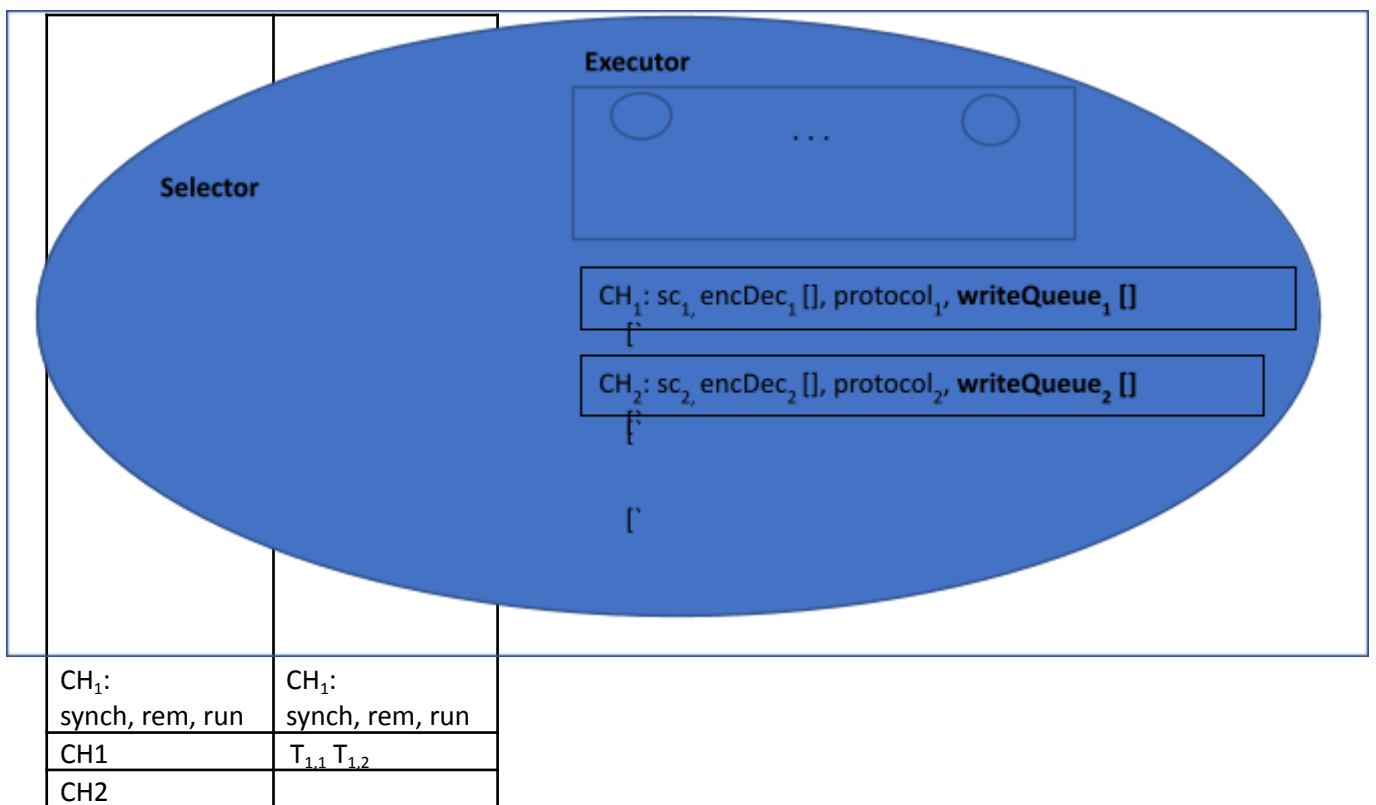 Executor
. . .
Selector
CH₁: sc₁, encDec₁ [], protocol₁, writeQueue₁ []
[`
CH₂: sc₂, encDec₂ [], protocol₂, writeQueue₂ []
[`
[`
[`
CH₁:
synch, rem, run
CH₁:
synch, rem, run
CH1
T₁,₁ T₁,₂
CH2